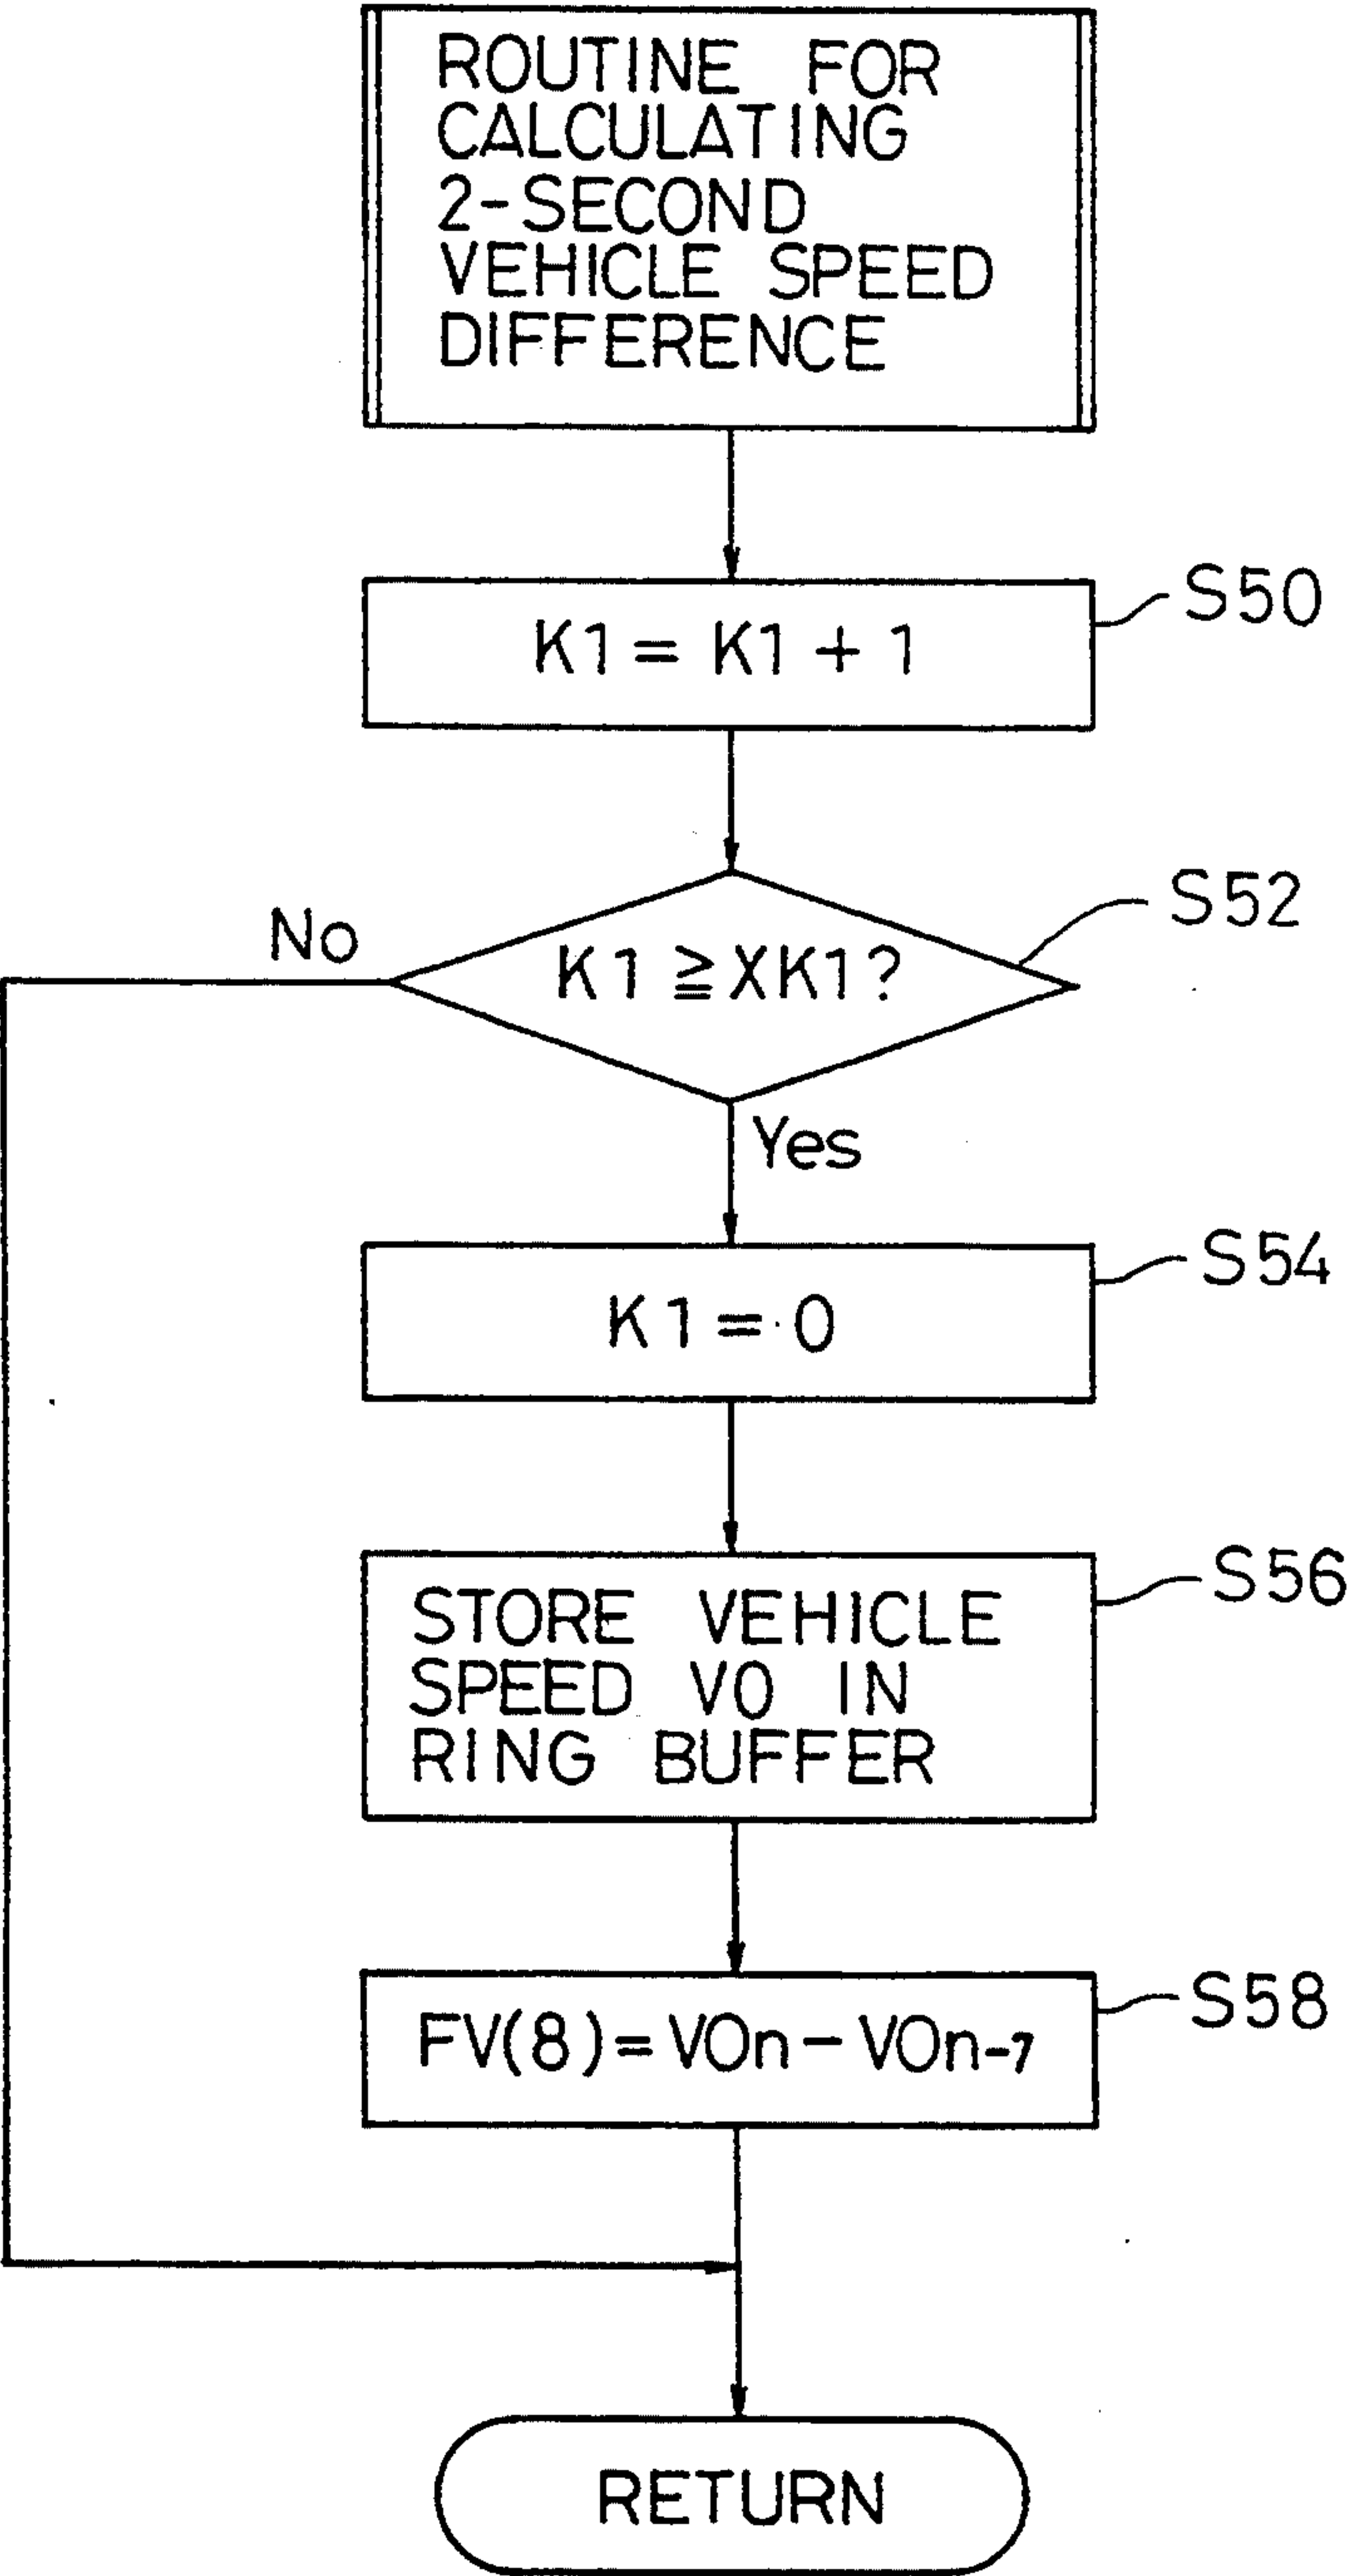 ROUTINE FOR
CALCULATING
2-SECOND
VEHICLE SPEED
DIFFERENCE
S50
K1 = K1 + 1
S52
No
K1 ≧ XK1?
Yes
S54
K1 = 0
S56
STORE VEHICLE
SPEED V0 IN
RING BUFFER
S58
FV(8) = V0n - V0n-7
RETURN